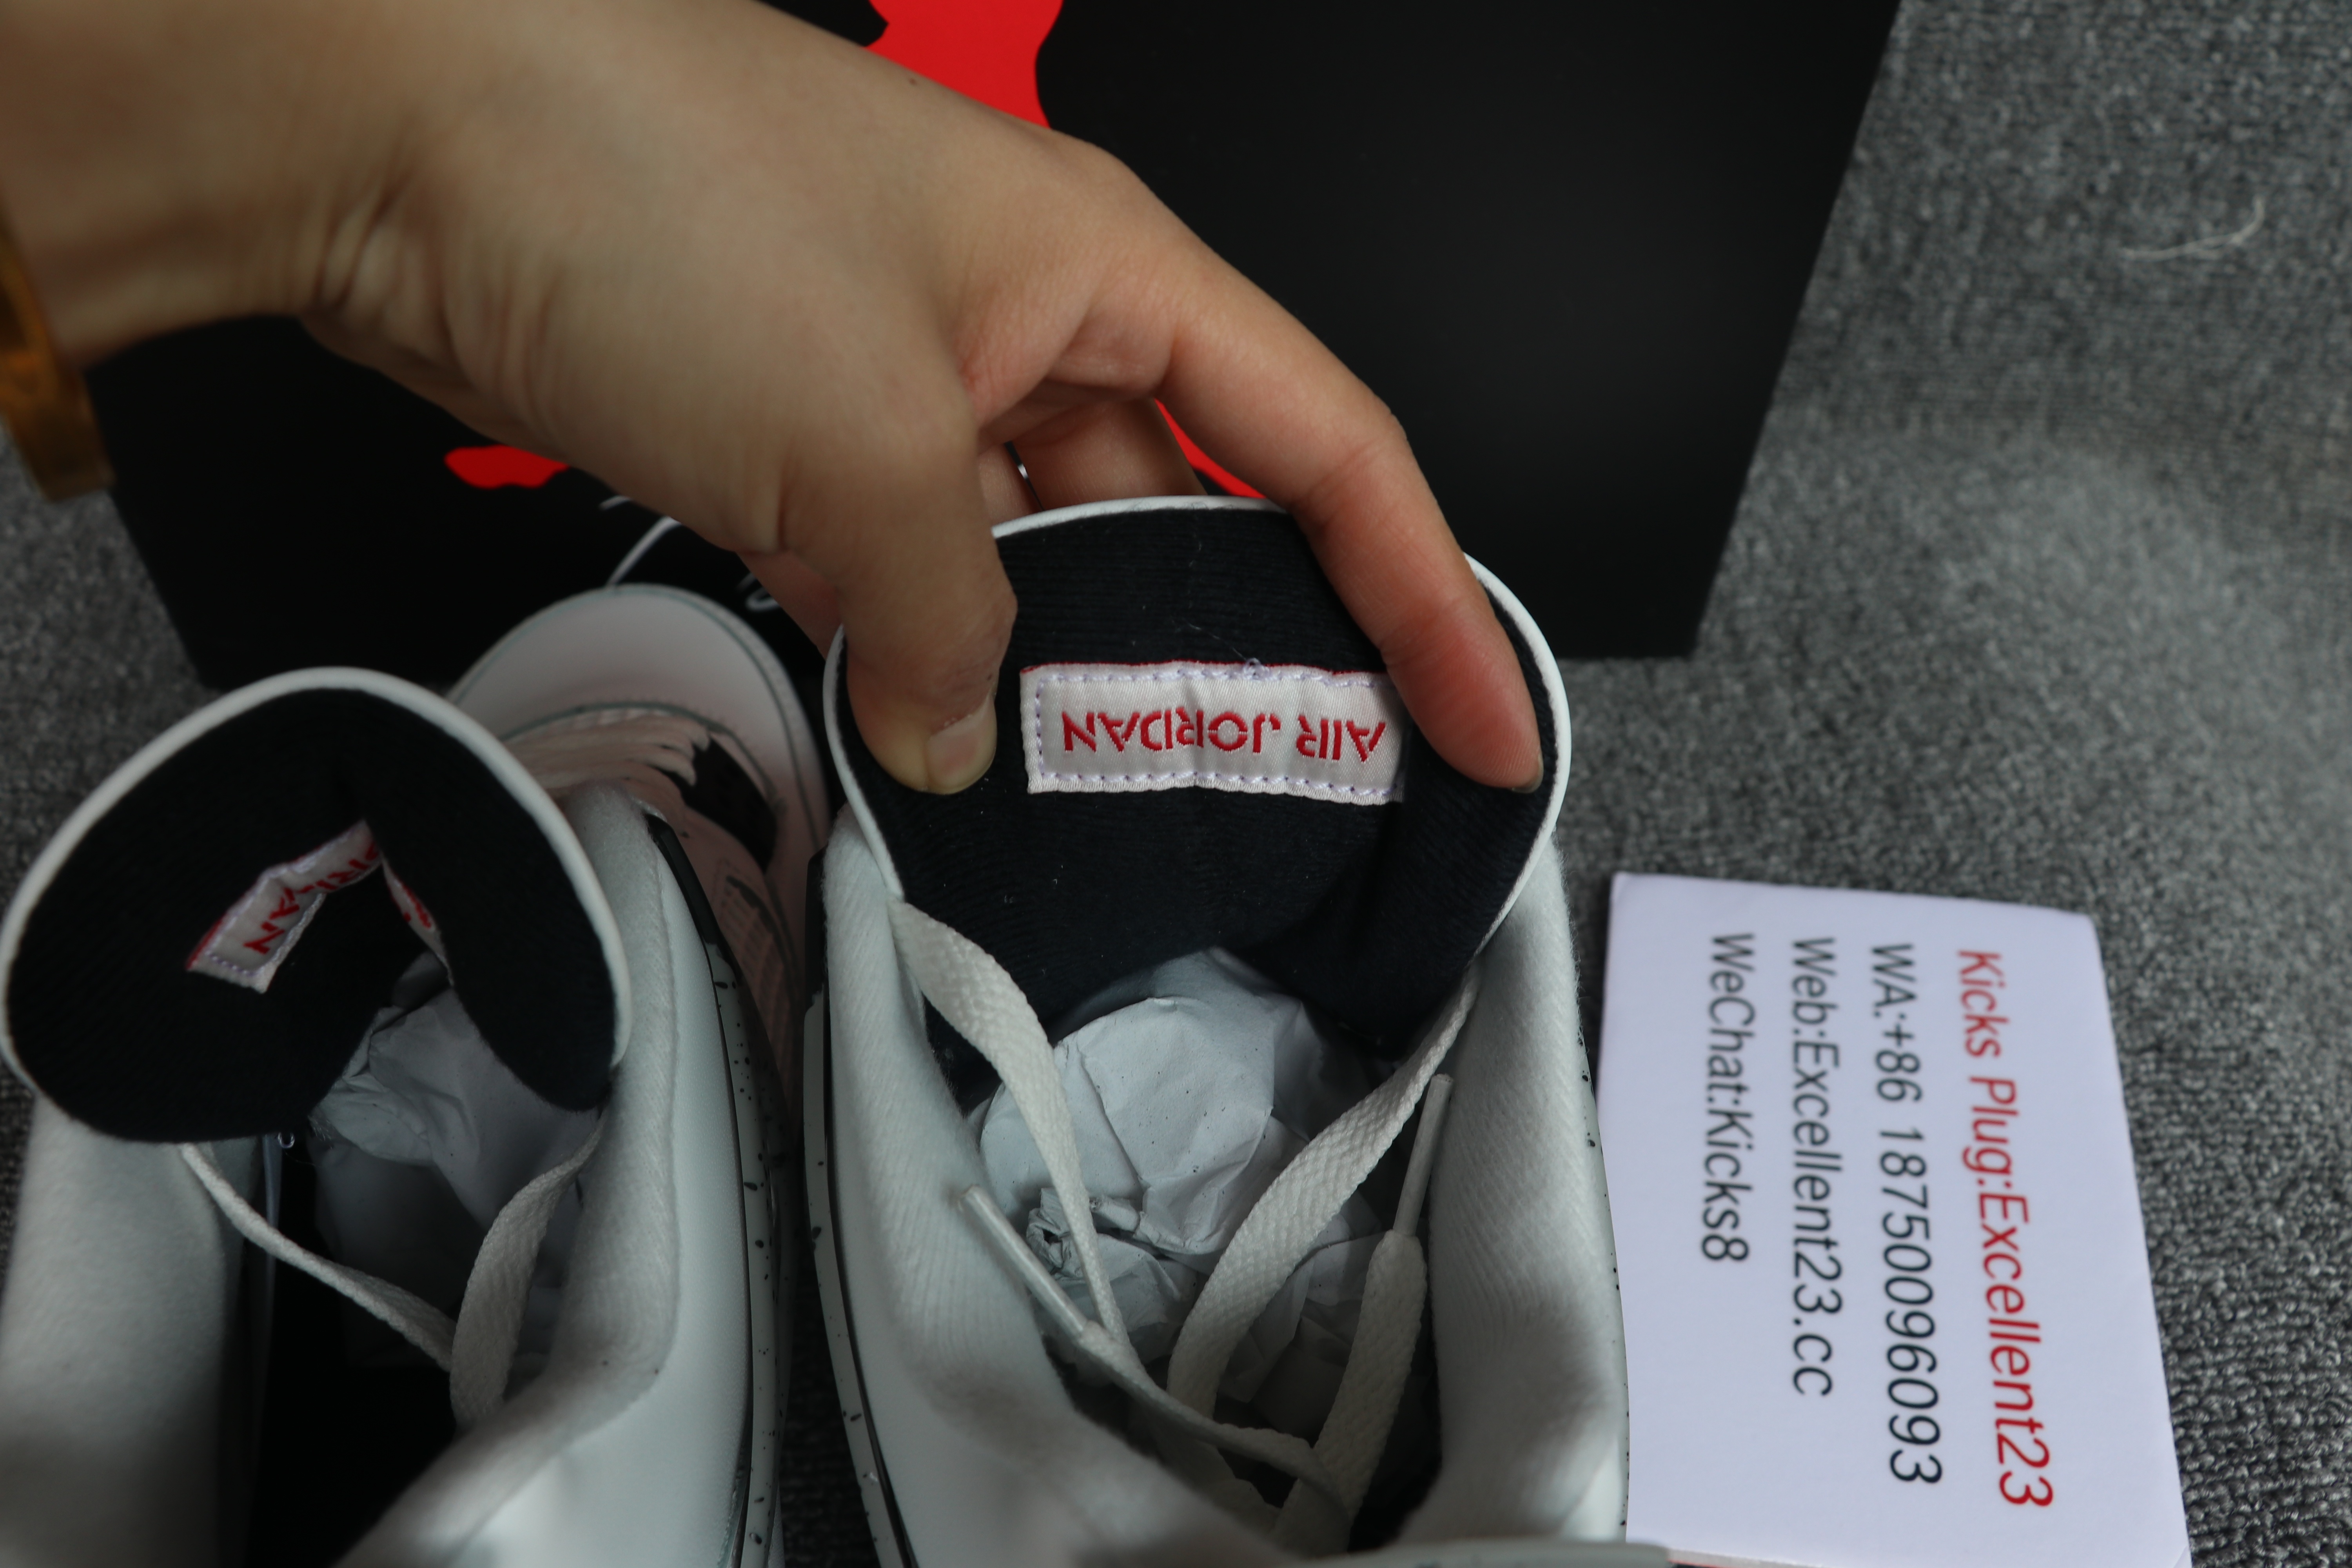 AIR JORDAN
Kicks Plug:Excellent23
WA:+86 18750096093
Web:Excellent23.cc
WeChat:Kicks8